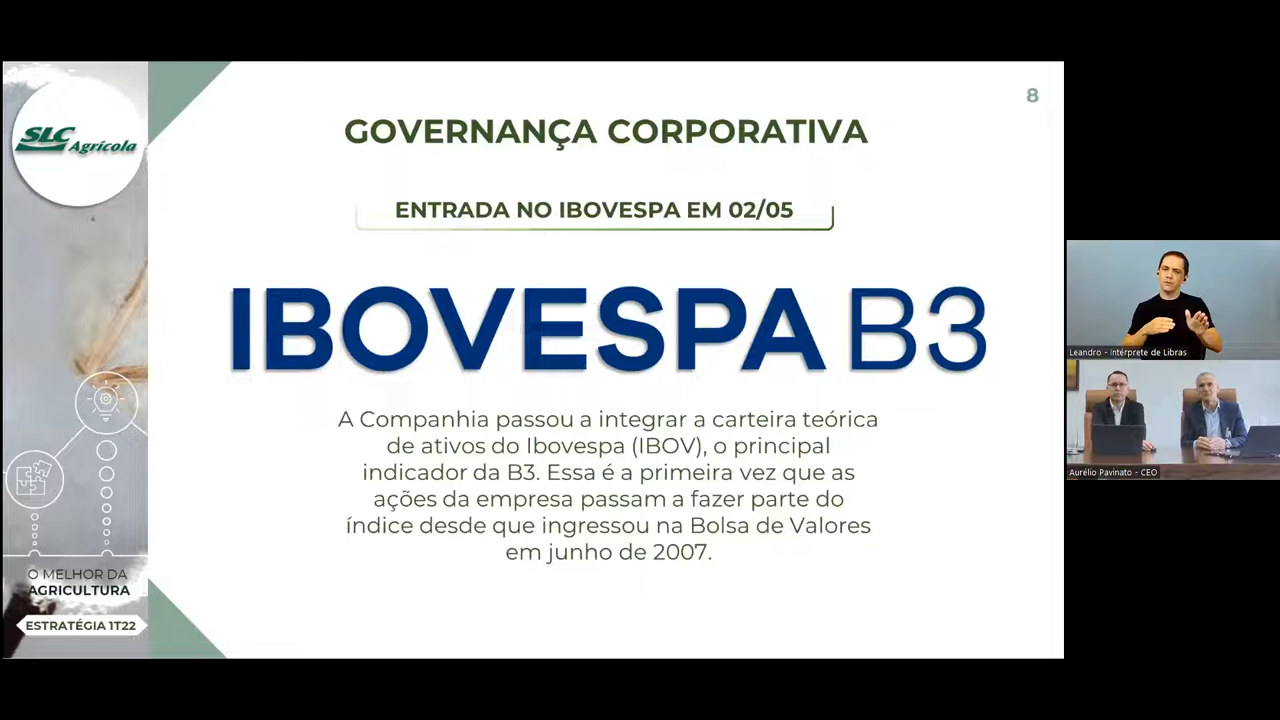 8
SLC
Agrícola
GOVERNANÇA CORPORATIVA
ENTRADA NO IBOVESPA EM 02/05
IBOVESPA B3
A Companhia passou a integrar a carteira teórica
de ativos do Ibovespa (IBOV), o principal
indicador da B3. Essa é a primeira vez que as
ações da empresa passam a fazer parte do
índice desde que ingressou na Bolsa de Valores
em junho de 2007.
O MELHOR DA
AGRICULTURA
ESTRATÉGIA 1T22
Leandro - Intérprete de Libras
Aurélio Pavinato - CEO